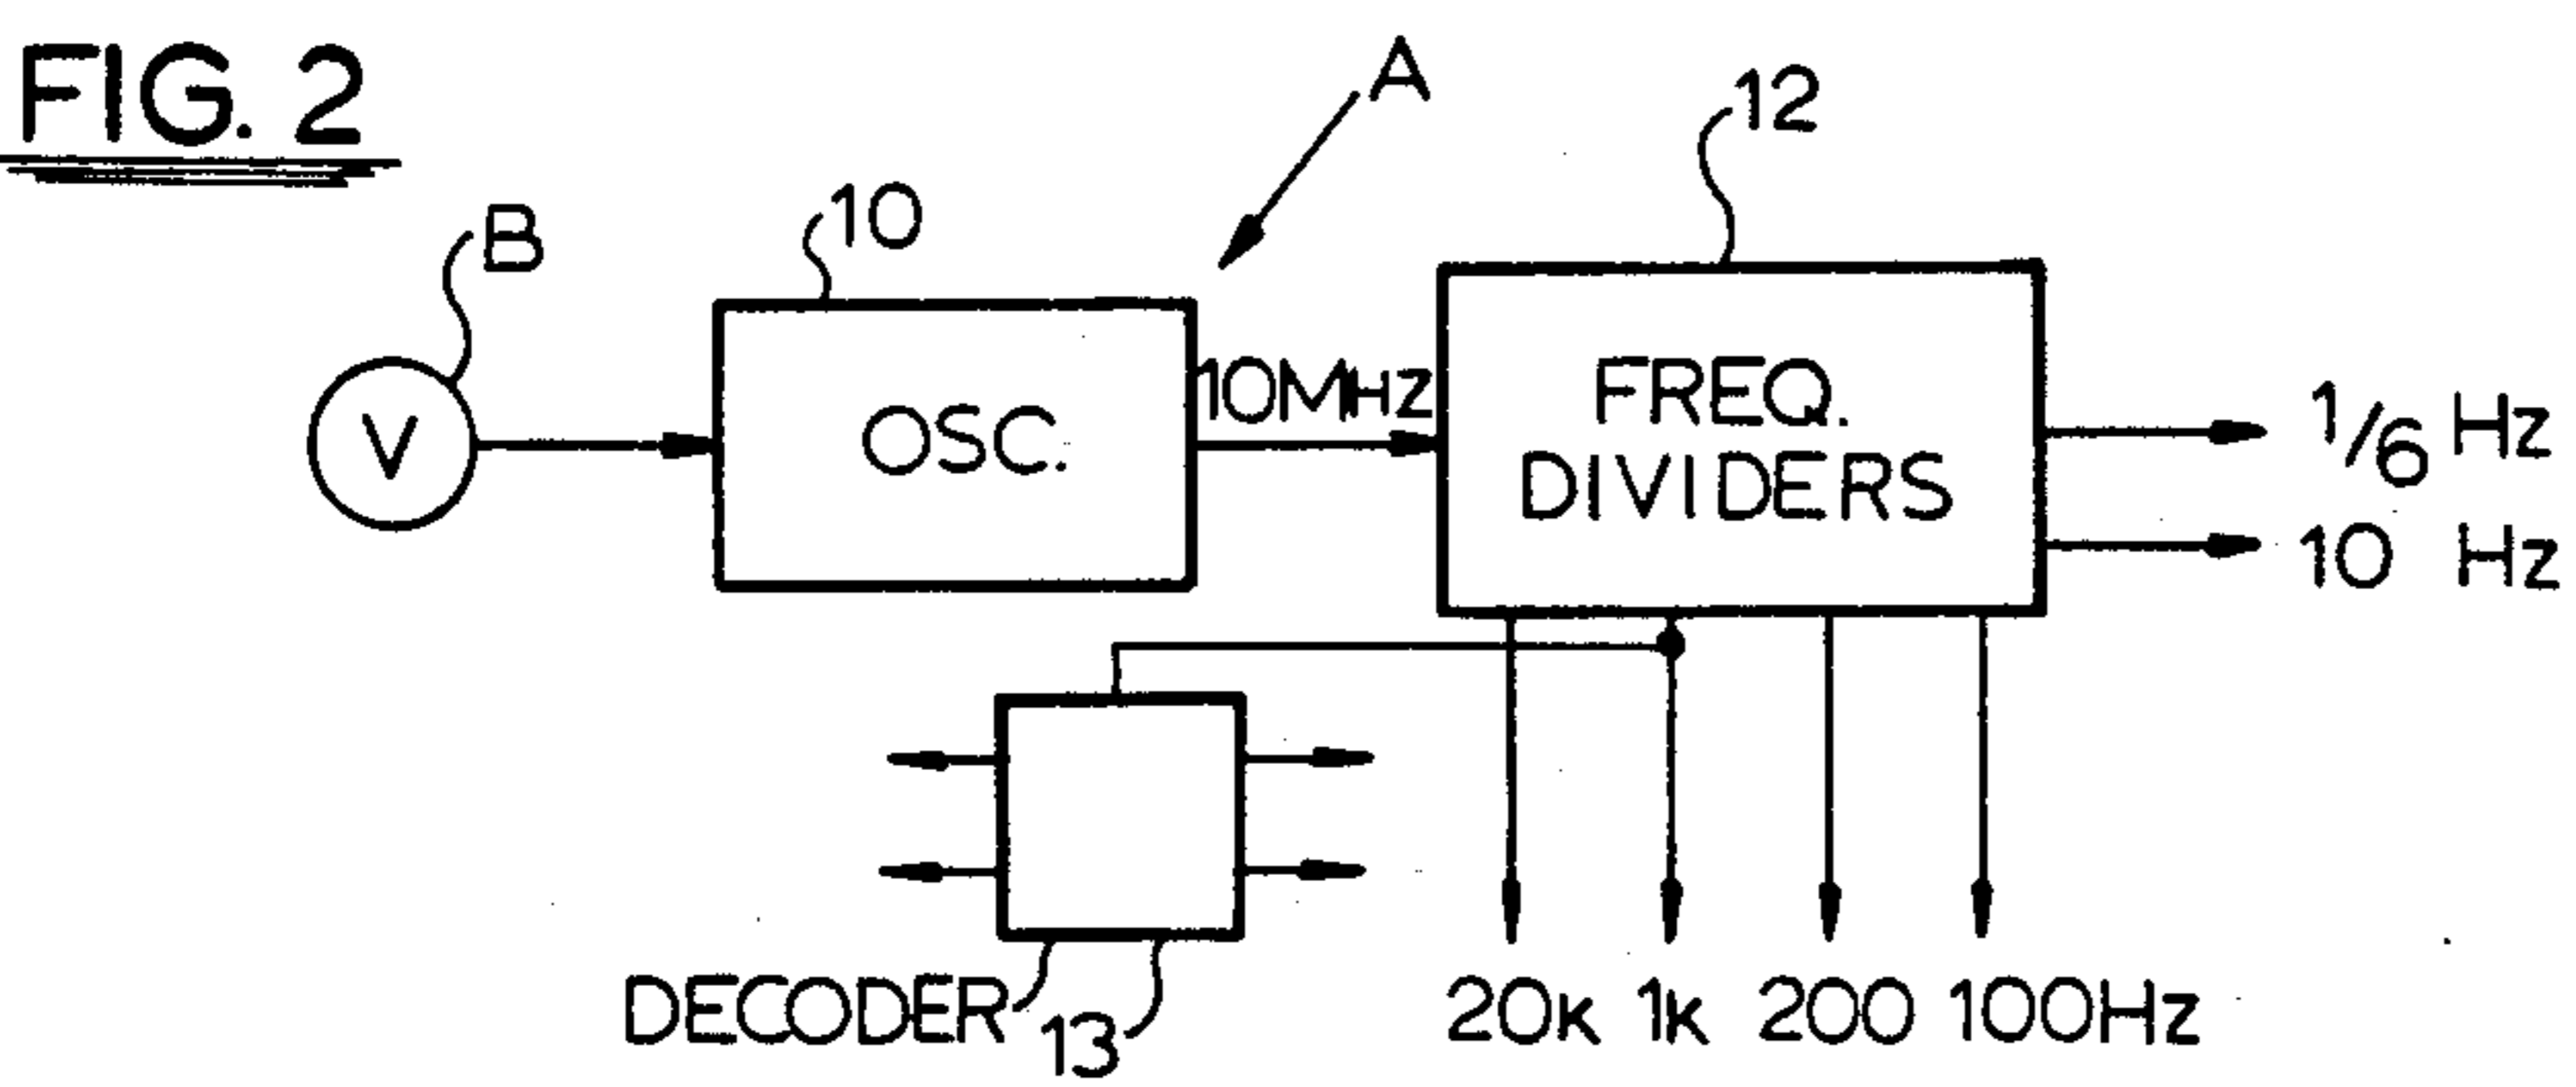 FIG. 2
A
12
B
10
V
OSC.
10MHz
FREQ.
DIVIDERS
1/6 Hz
10 Hz
DECODER
13
20K 1K 200 100Hz